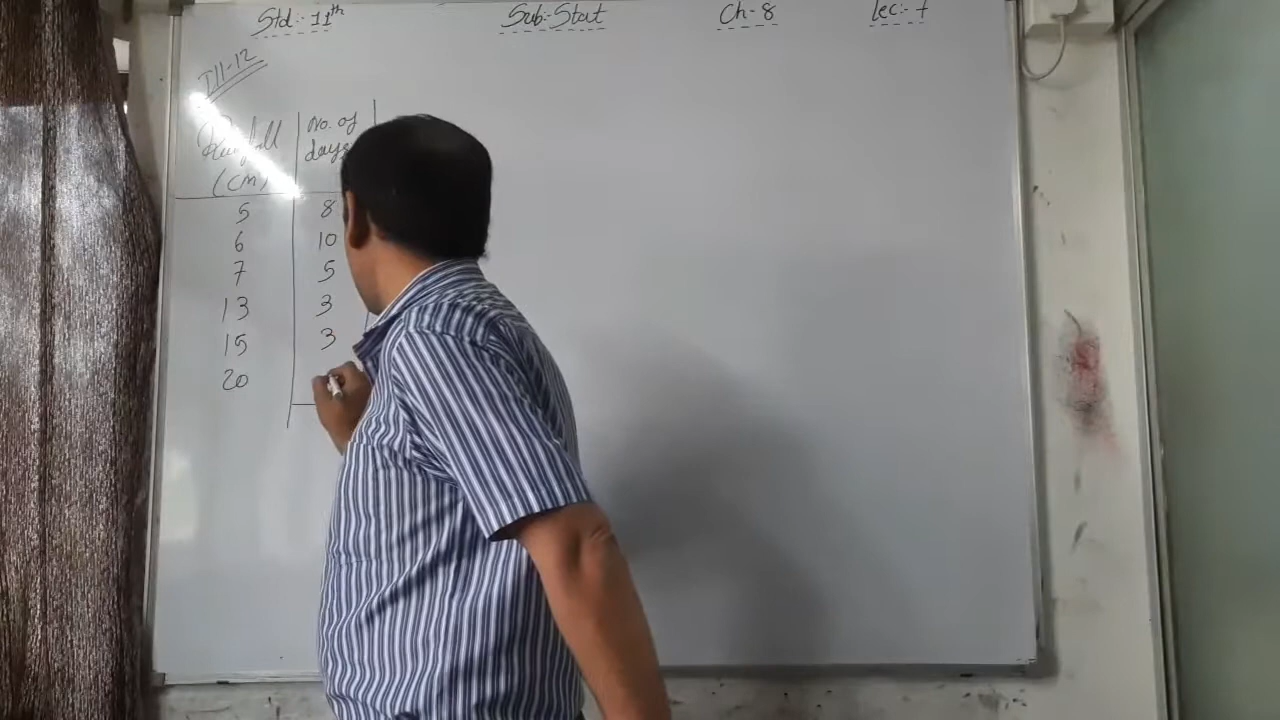 Std:- 11th Sub:- Stat Ch-8 Lec:- 7
Ill-12
Rainfall (cm) No. of days
5 8
6 10
7 5
13 3
15 3
20